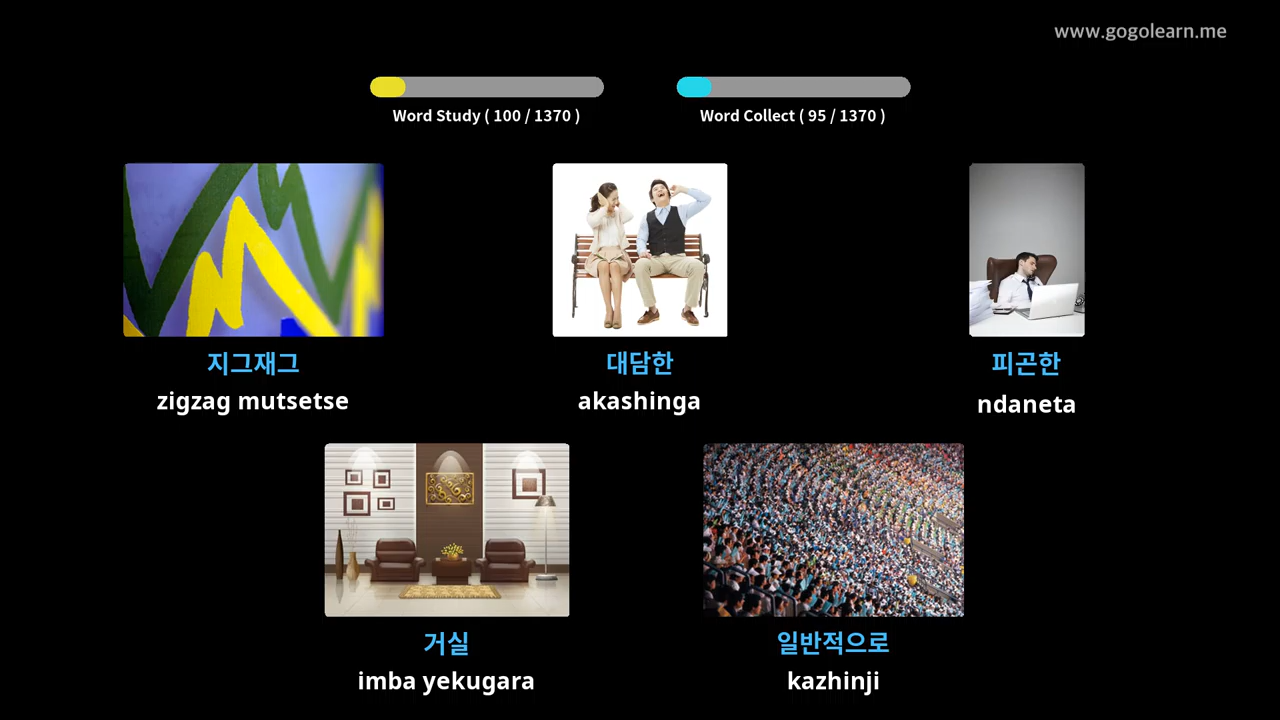 www.gogolearn.me
Word Study ( 100 / 1370 )
Word Collect ( 95 / 1370 )
지그재그
zigzag mutsetse
대담한
akashinga
피곤한
ndaneta
거실
imba yekugara
일반적으로
kazhinji